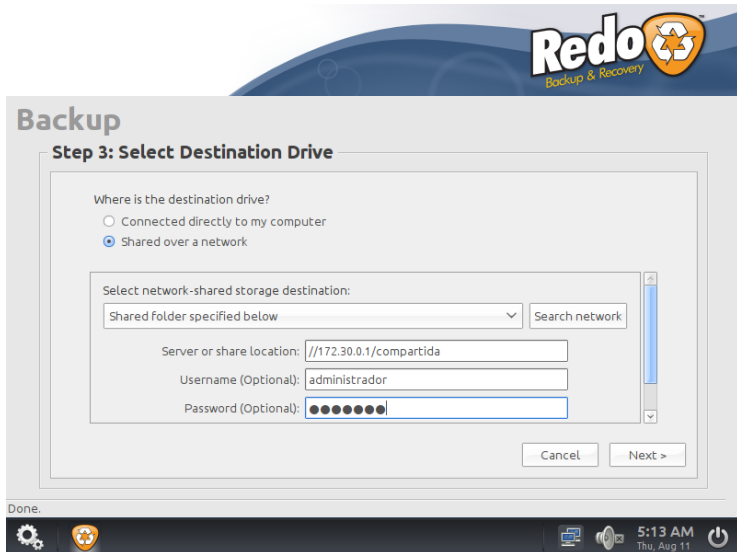 Redo™
Backup & Recovery
Backup
Step 3: Select Destination Drive
Where is the destination drive?
Connected directly to my computer
Shared over a network
Select network-shared storage destination:
Shared folder specified below
Search network
Server or share location: //172.30.0.1/compartida
Username (Optional): administrador
Password (Optional): ●●●●●●●
Cancel
Next >
Done.
5:13 AM
Thu, Aug 11